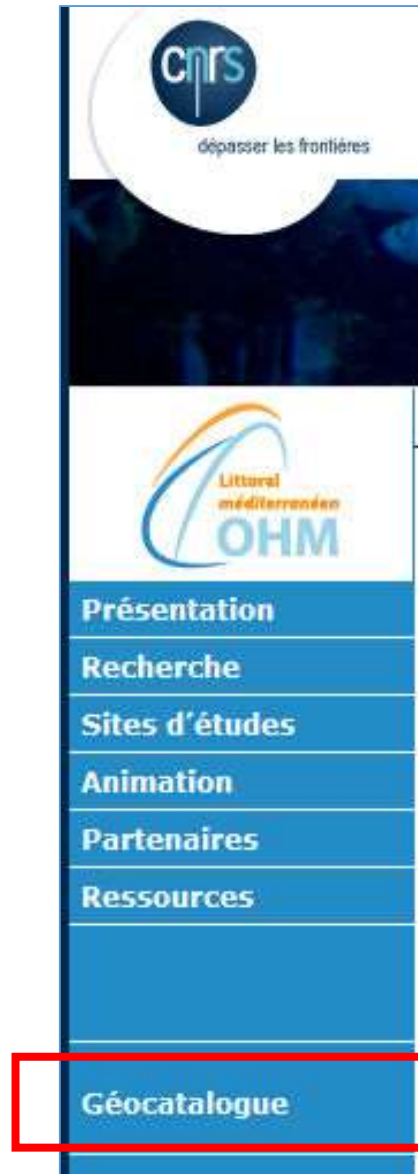 cnrs
dépasser les frontières
Littoral
méditerranéen
OHM
Présentation
Recherche
Sites d'études
Animation
Partenaires
Ressources
Géocatalogue